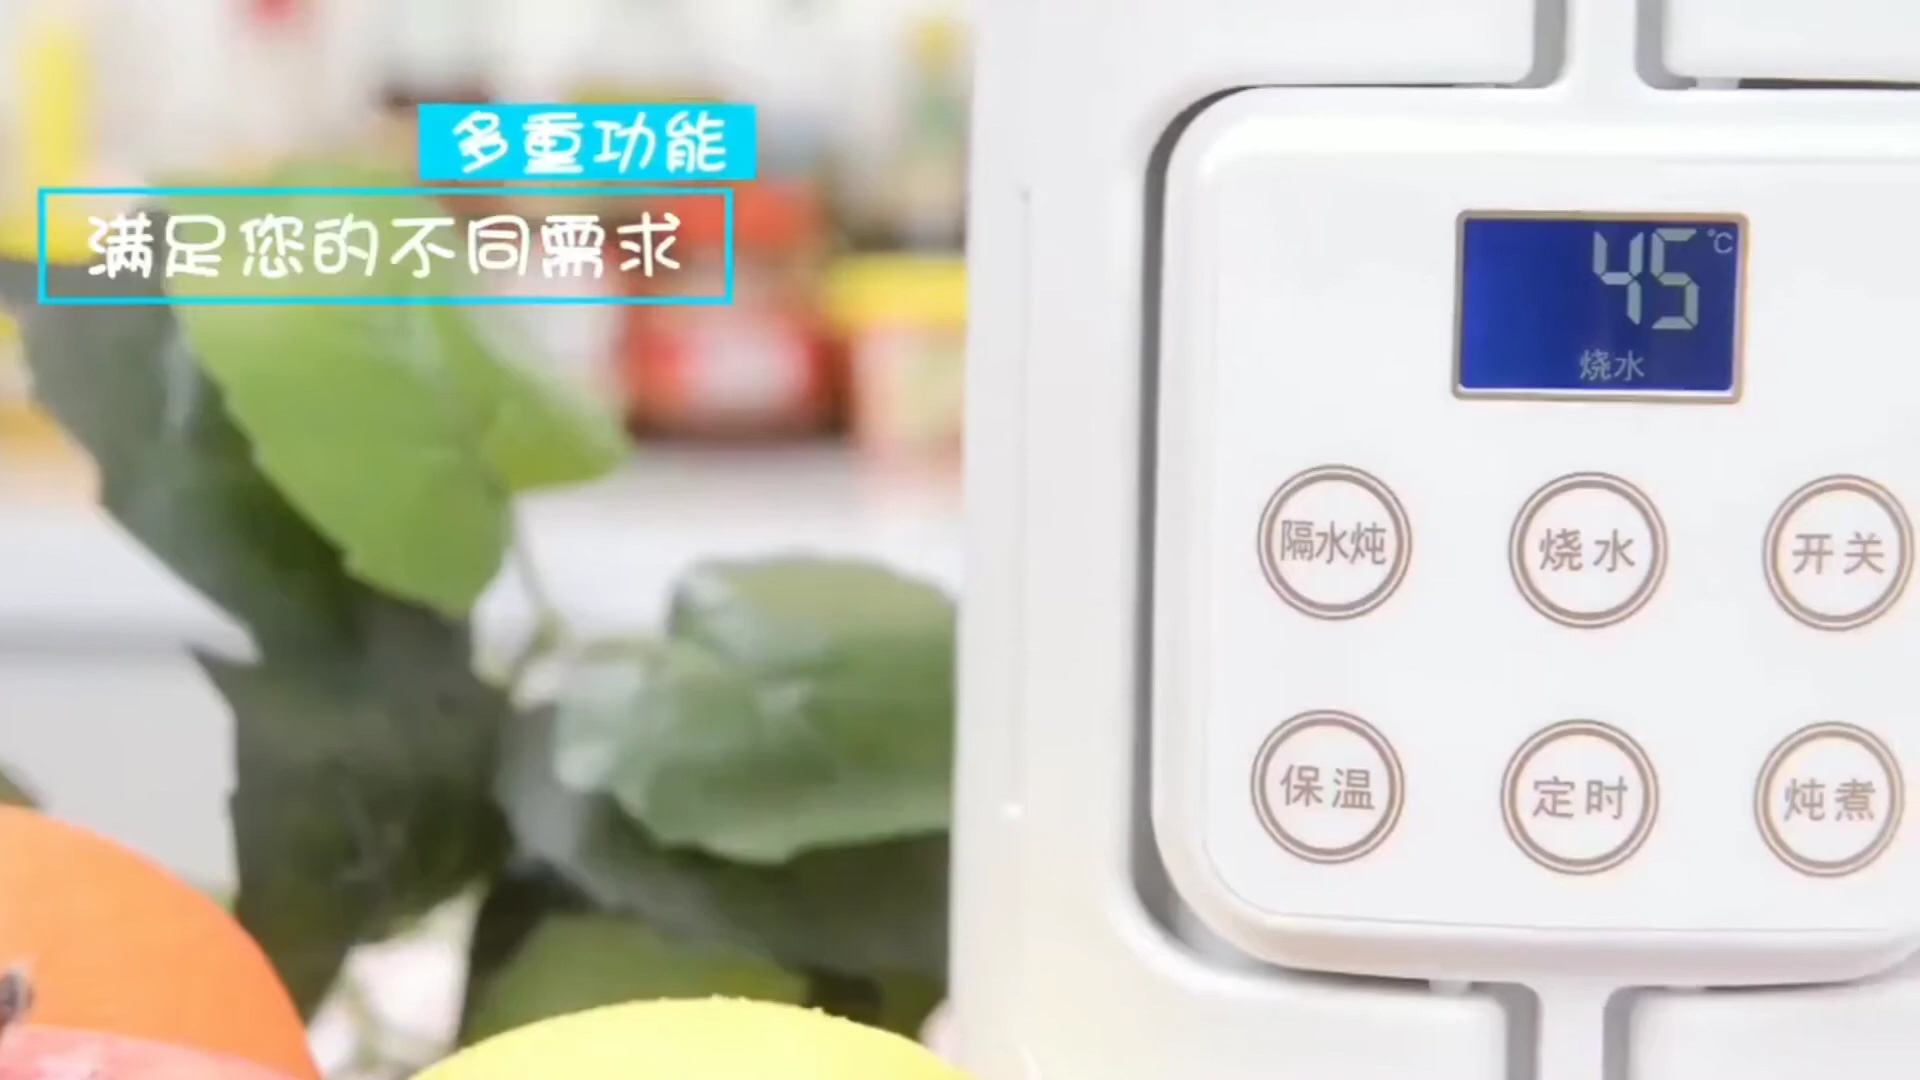 多重功能
满足您的不同需求
45
℃
烧水
隔水炖
烧水
开关
保温
定时
炖煮